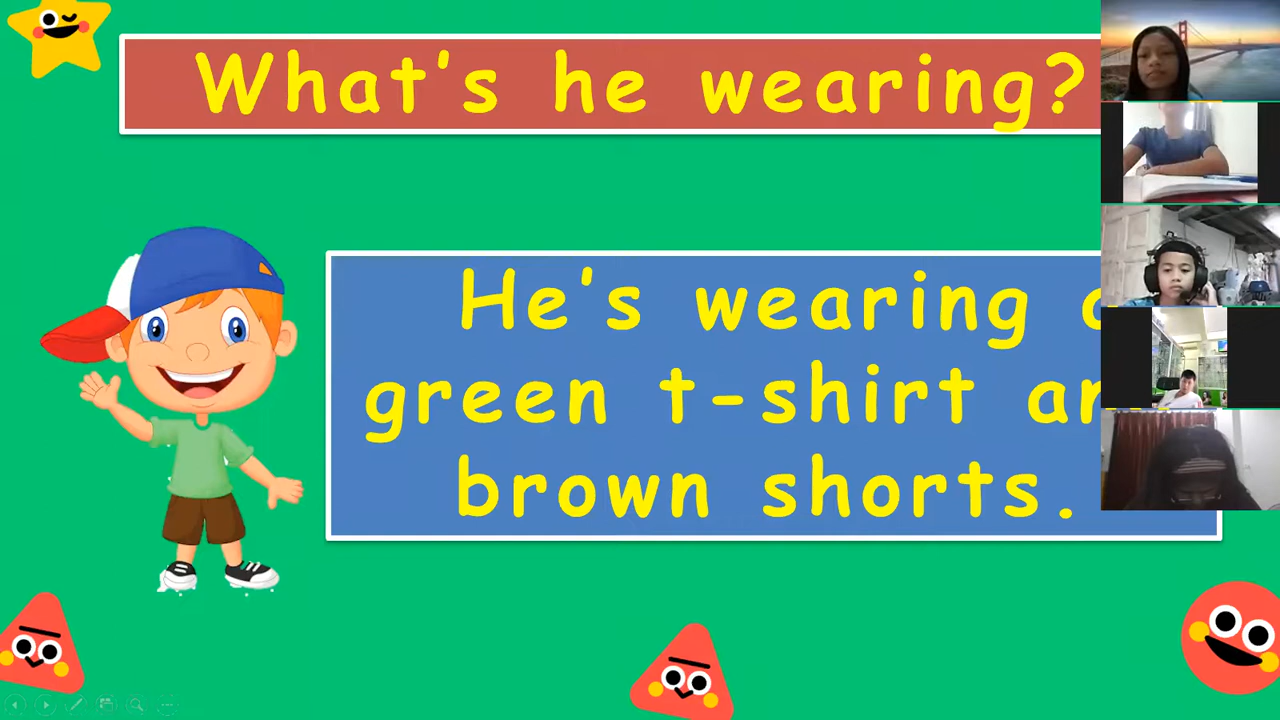 What's he wearing?
He's wearing
green t-shirt
brown shorts.